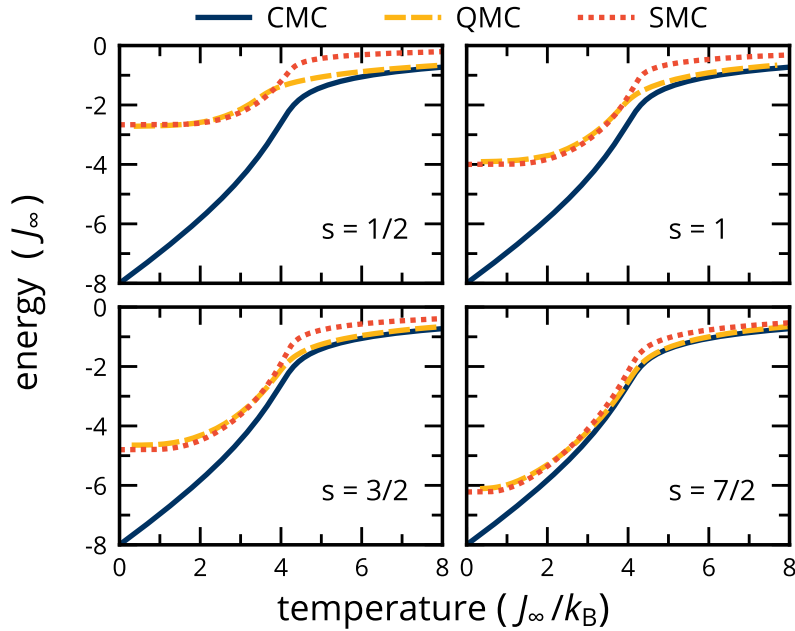 CMC QMC SMC
0
-2
-4
-6
-8
s = 1/2
s = 1
0
-2
-4
-6
-8
s = 3/2
s = 7/2
0 2 4 6 8
0 2 4 6 8
energy (J∞)
temperature (J∞/kB)